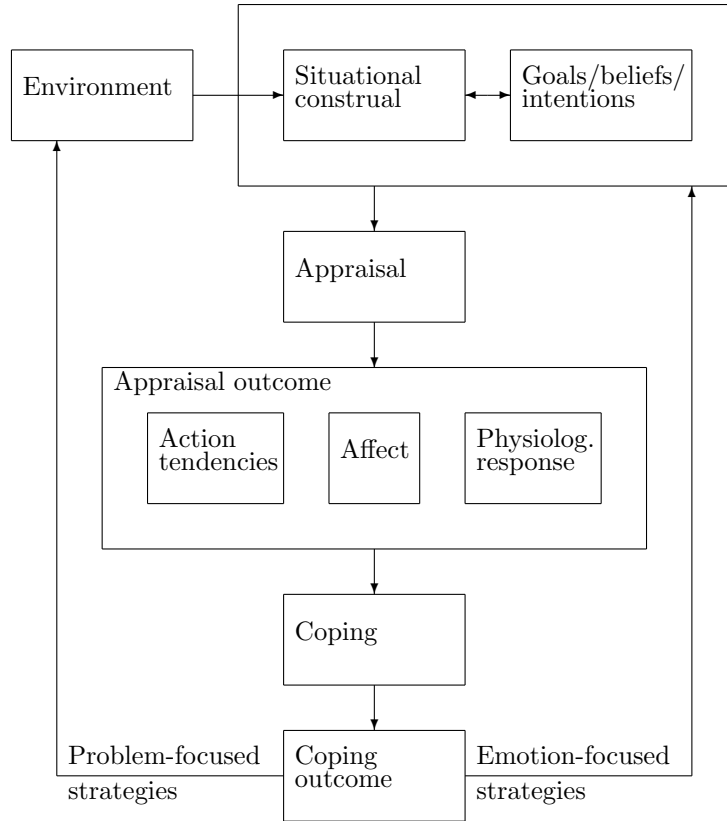 Environment
Situational
construal
Goals/beliefs/
intentions
Appraisal
Appraisal outcome
Action
tendencies
Affect
Physiolog.
response
Coping
Problem-focused
strategies
Coping
outcome
Emotion-focused
strategies